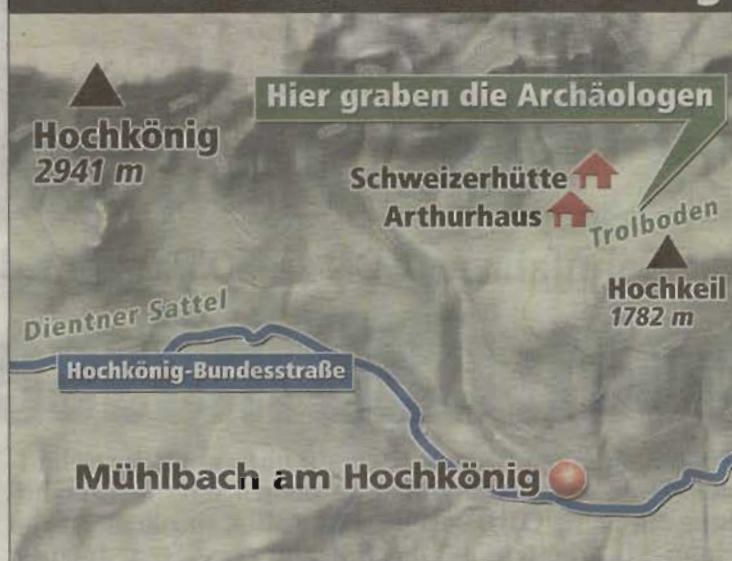 Hochkönig
2941 m
Hier graben die Archäologen
Schweizerhütte
Arthurhaus
Trolboden
Hochkeil
1782 m
Dientner Sattel
Hochkönig-Bundesstraße
Mühlbach am Hochkönig